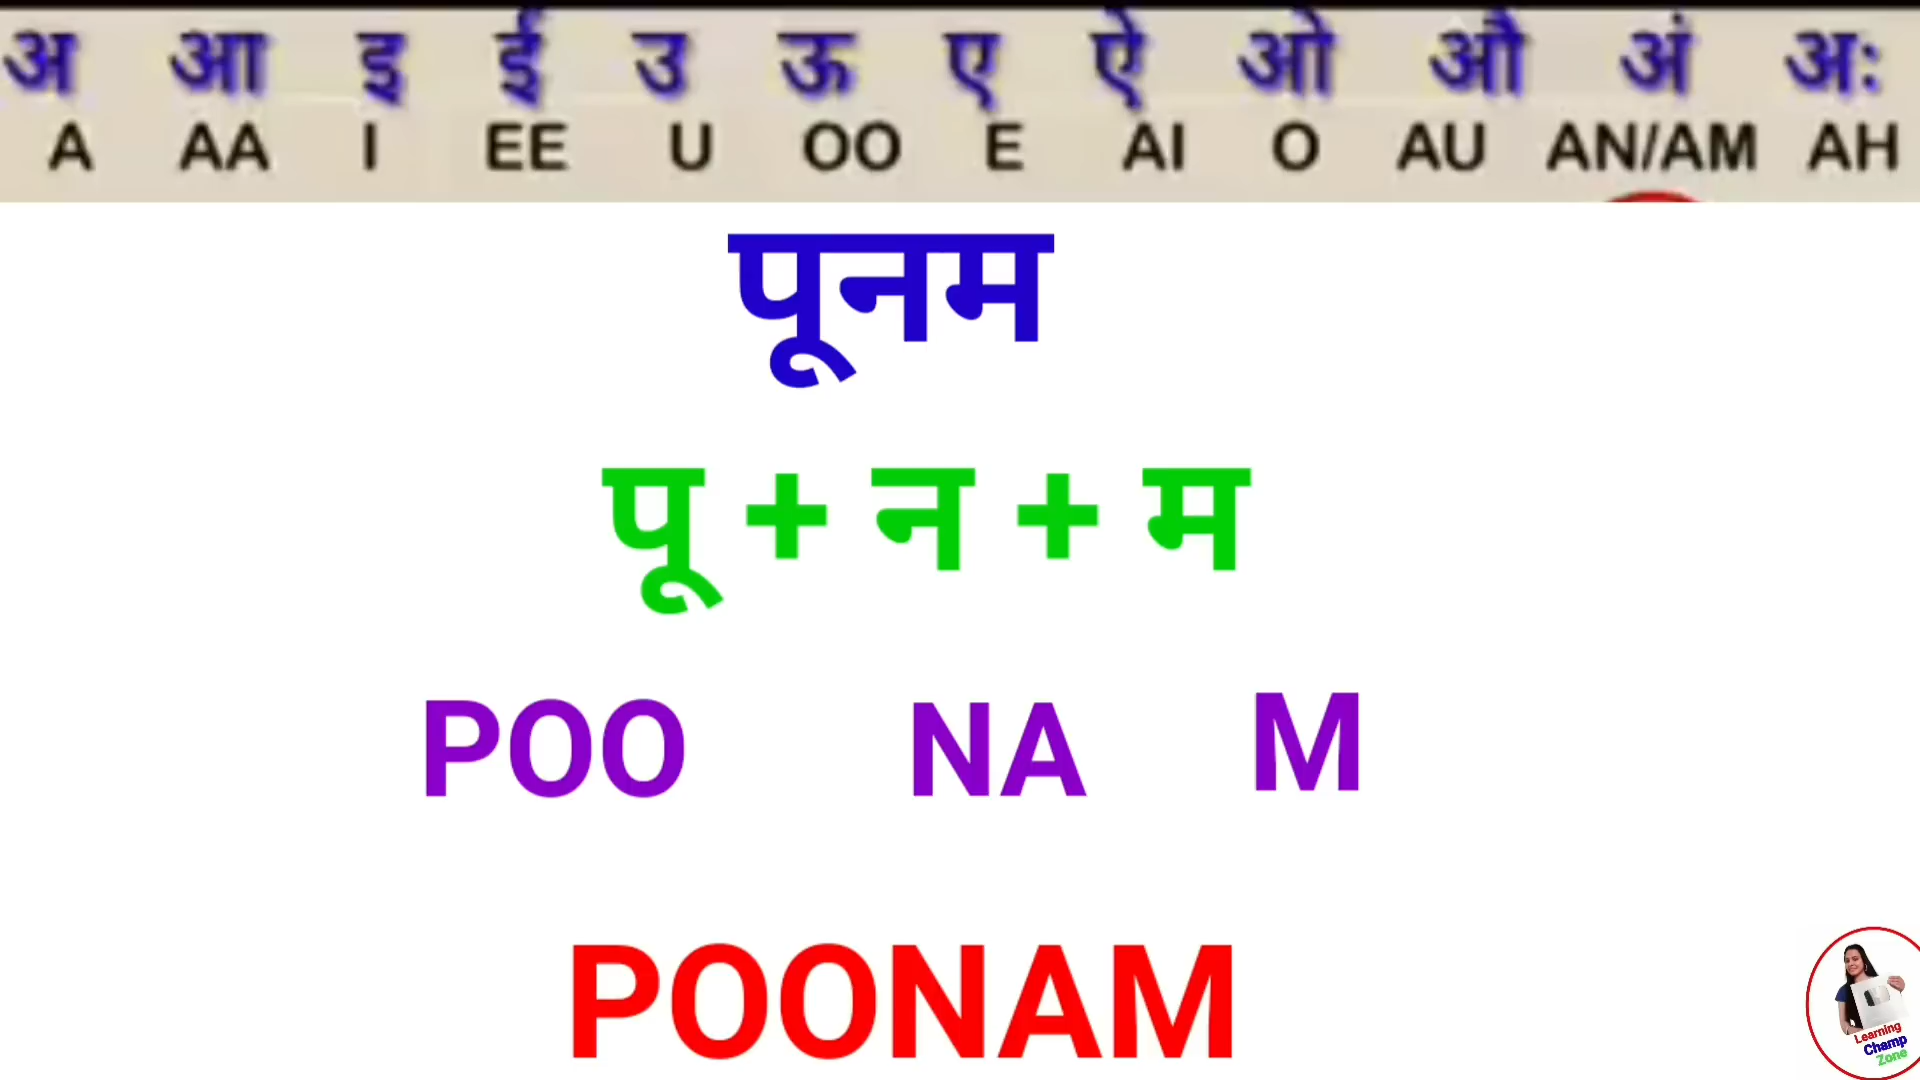 अ आ इ ई उ ऊ ए ऐ ओ औ अं अः
A AA I EE U OO E AI O AU AN/AM AH
पूनम
पू + न + म
POO NA M
POONAM
Learning
Champ
Zone